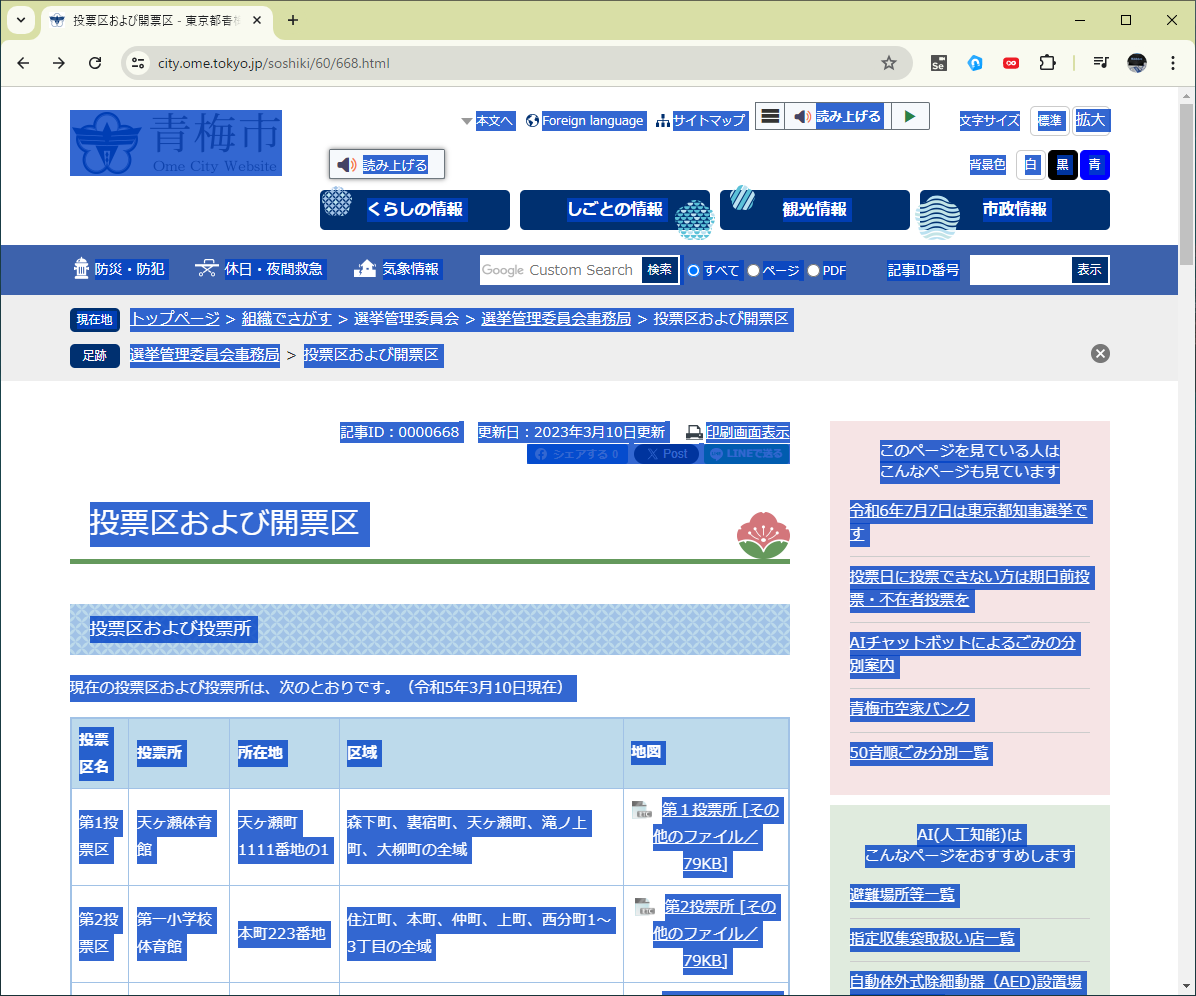 投票区および開票区 - 東京都青梅
city.ome.tokyo.jp/soshiki/60/668.html
青梅市
Ome City Website
本文へ
Foreign language
サイトマップ
読み上げる
文字サイズ
標準
拡大
読み上げる
背景色
白
黒
青
くらしの情報
しごとの情報
観光情報
市政情報
防災・防犯
休日・夜間救急
気象情報
Google Custom Search
検索
すべて
ページ
PDF
記事ID番号
表示
現在地
トップページ > 組織でさがす > 選挙管理委員会 > 選挙管理委員会事務局 > 投票区および開票区
足跡
選挙管理委員会事務局 > 投票区および開票区
記事ID：0000668
更新日：2023年3月10日更新
印刷画面表示
シェアする 0
Post
LINEで送る
投票区および開票区
投票区および投票所
現在の投票区および投票所は、次のとおりです。（令和5年3月10日現在）
投票
区名
投票所
所在地
区域
地図
第1投
票区
天ヶ瀬体育
館
天ヶ瀬町
1111番地の1
森下町、裏宿町、天ヶ瀬町、滝ノ上
町、大柳町の全域
第１投票所 [その
他のファイル／
79KB]
第2投
票区
第一小学校
体育館
本町223番地
住江町、本町、仲町、上町、西分町1～
3丁目の全域
第2投票所 [その
他のファイル／
79KB]
このページを見ている人は
こんなページも見ています
令和6年7月7日は東京都知事選挙で
す
投票日に投票できない方は期日前投
票・不在者投票を
AIチャットボットによるごみの分
別案内
青梅市空家バンク
50音順ごみ分別一覧
AI(人工知能)は
こんなページをおすすめします
避難場所等一覧
指定収集袋取扱い店一覧
自動体外式除細動器（AED)設置場